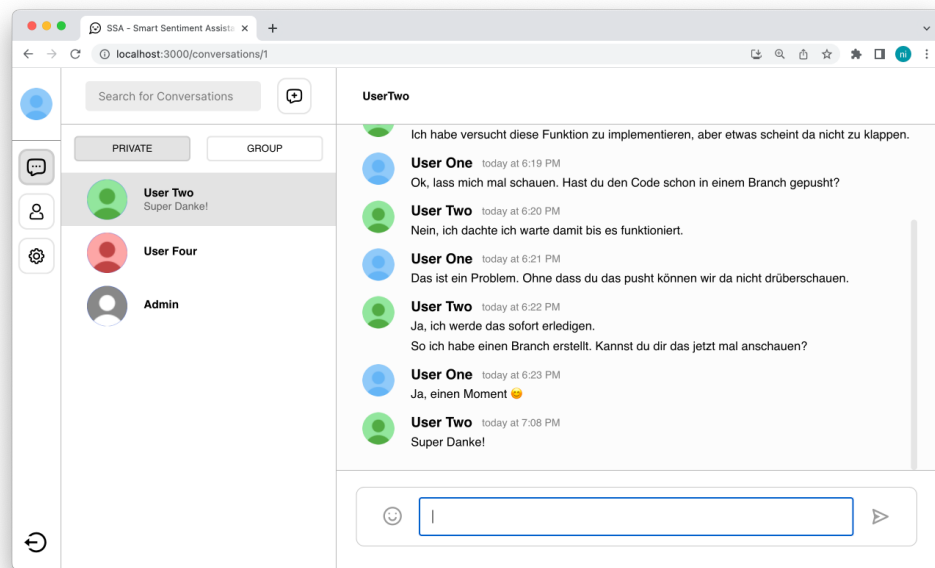 SSA - Smart Sentiment Assista
localhost:3000/conversations/1
ni
Search for Conversations
PRIVATE
GROUP
User Two
Super Danke!
User Four
Admin
UserTwo
Ich habe versucht diese Funktion zu implementieren, aber etwas scheint da nicht zu klappen.
User One today at 6:19 PM
Ok, lass mich mal schauen. Hast du den Code schon in einem Branch gepusht?
User Two today at 6:20 PM
Nein, ich dachte ich warte damit bis es funktioniert.
User One today at 6:21 PM
Das ist ein Problem. Ohne dass du das pusht können wir da nicht drüberschauen.
User Two today at 6:22 PM
Ja, ich werde das sofort erledigen.
So ich habe einen Branch erstellt. Kannst du dir das jetzt mal anschauen?
User One today at 6:23 PM
Ja, einen Moment 😊
User Two today at 7:08 PM
Super Danke!